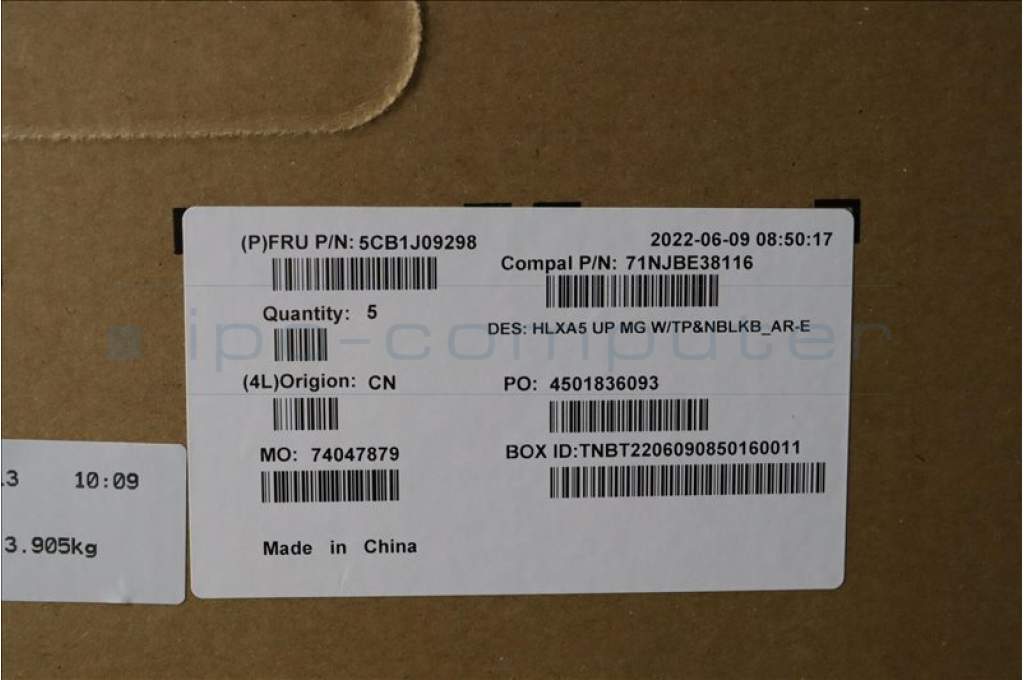 (P)FRU P/N: 5CB1J09298
2022-06-09 08:50:17
Compal P/N: 71NJBE38116
Quantity: 5
DES: HLXA5 UP MG W/TP&NBLKB_AR-E
ipc-computer
(4L)Origion: CN
PO: 4501836093
MO: 74047879
BOX ID:TNBT2206090850160011
Made in China
.13 10:09
3.905kg